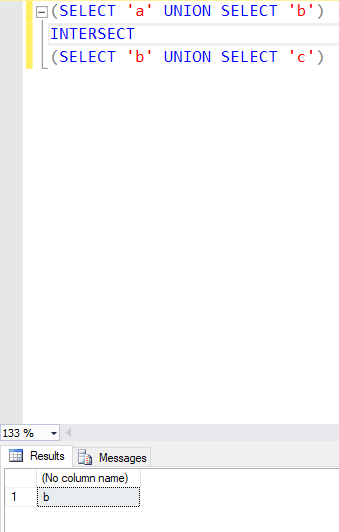 (SELECT 'a' UNION SELECT 'b')
INTERSECT
(SELECT 'b' UNION SELECT 'c')
133 %
Results Messages
(No column name)
1 b